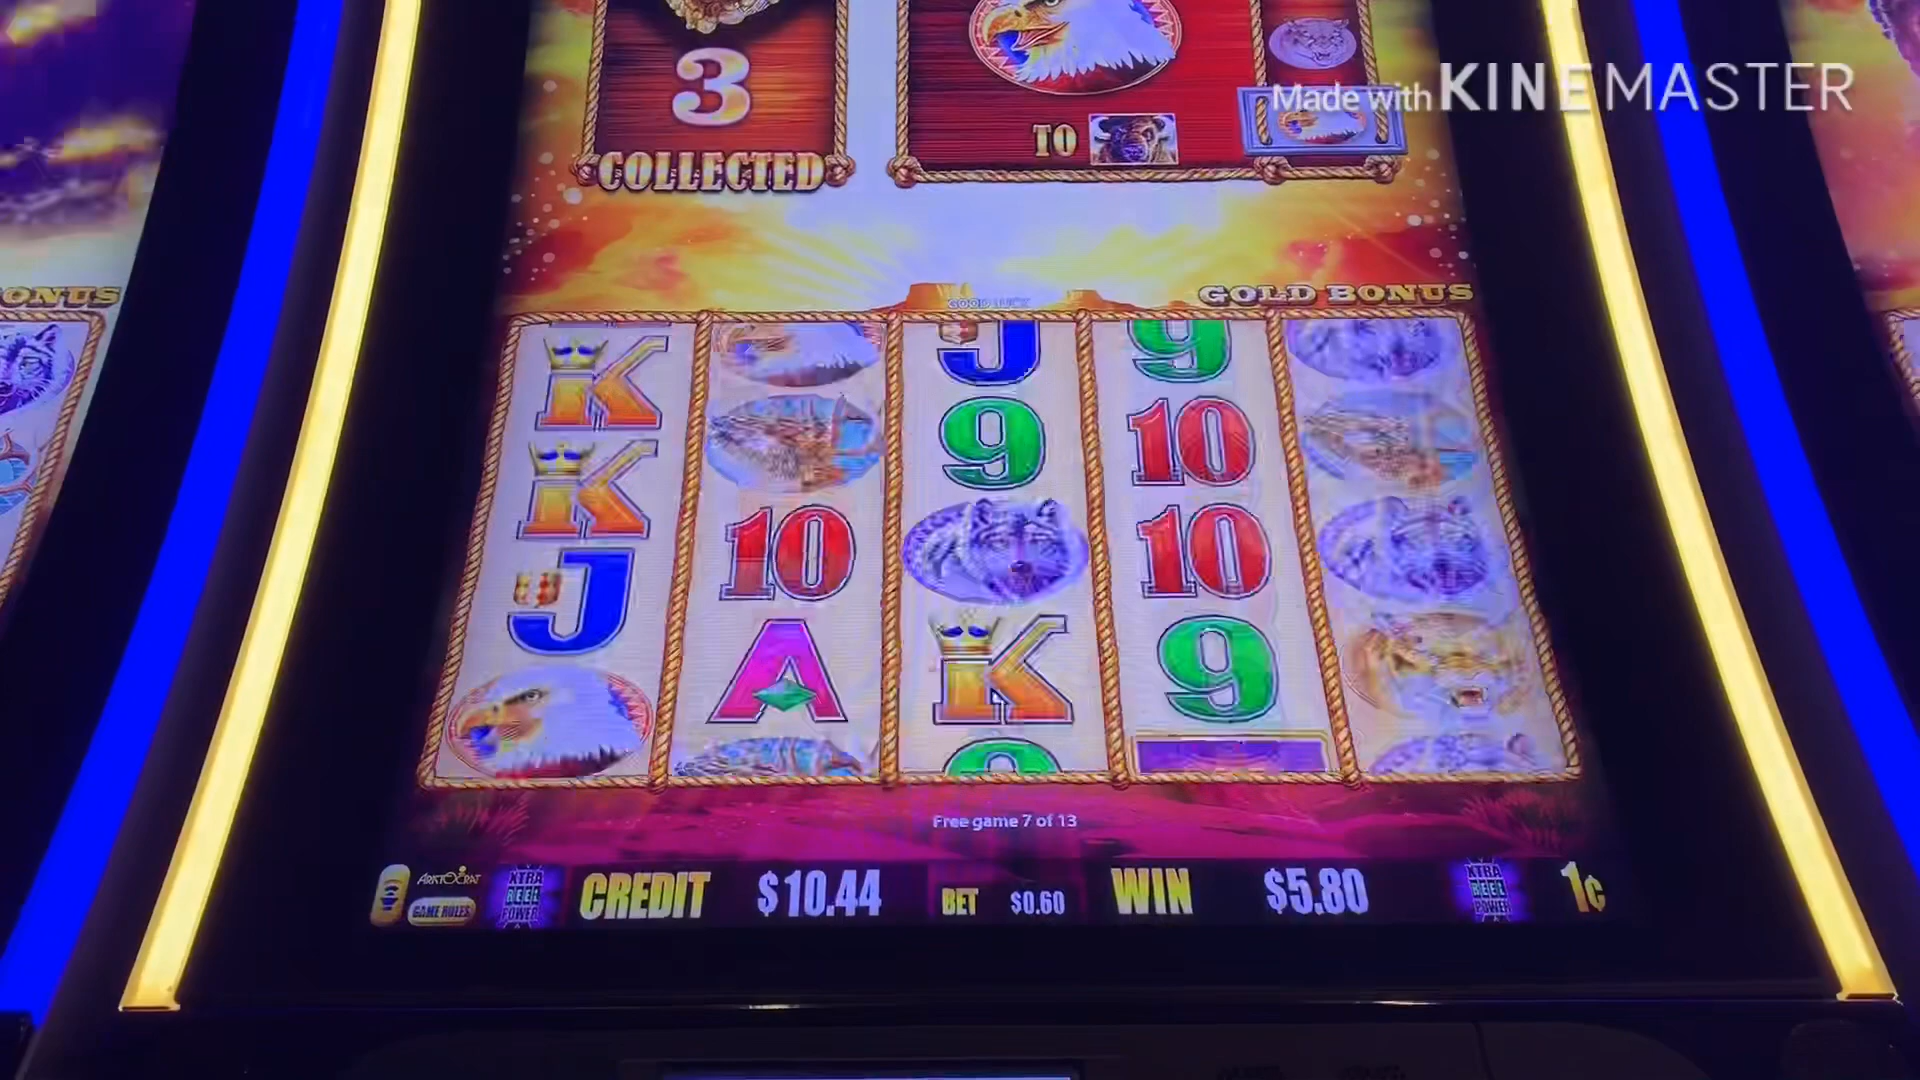 Made with KINEMASTER
3
COLLECTED
TO
ONUS
GOOD LUCK
GOLD BONUS
K J 9
9 10
K
10 10
J
A K 9
9
Free game 7 of 13
ARISTOCRAT
GAME RULES
XTRA
REEL
POWER
CREDIT $10.44 BET $0.60 WIN $5.80
XTRA
REEL
POWER
1¢